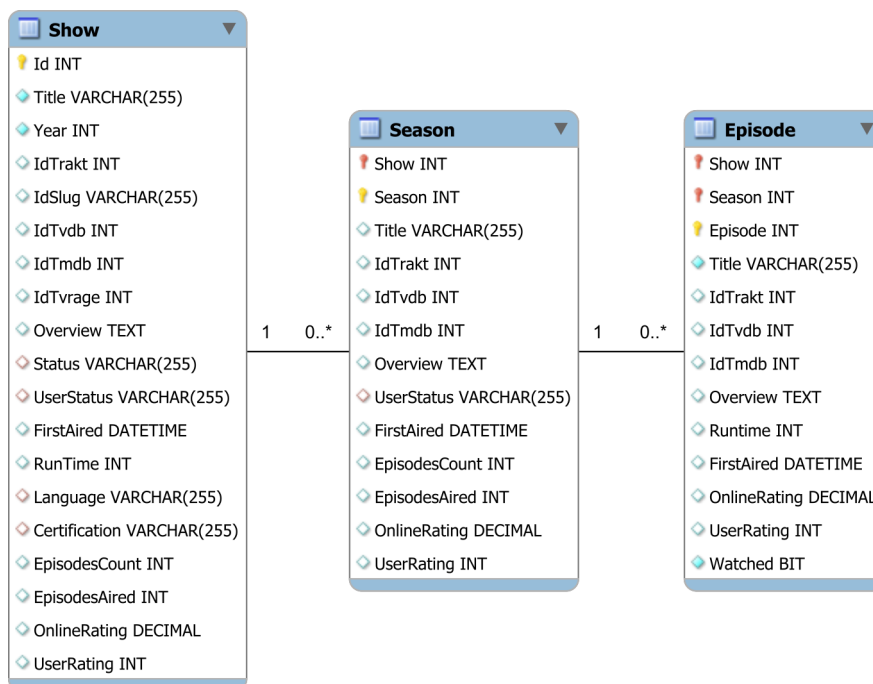 Show
Id INT
Title VARCHAR(255)
Year INT
IdTrakt INT
IdSlug VARCHAR(255)
IdTvdb INT
IdTmdb INT
IdTvrage INT
Overview TEXT
Status VARCHAR(255)
UserStatus VARCHAR(255)
FirstAired DATETIME
RunTime INT
Language VARCHAR(255)
Certification VARCHAR(255)
EpisodesCount INT
EpisodesAired INT
OnlineRating DECIMAL
UserRating INT
1 0..*
Season
Show INT
Season INT
Title VARCHAR(255)
IdTrakt INT
IdTvdb INT
IdTmdb INT
Overview TEXT
UserStatus VARCHAR(255)
FirstAired DATETIME
EpisodesCount INT
EpisodesAired INT
OnlineRating DECIMAL
UserRating INT
1 0..*
Episode
Show INT
Season INT
Episode INT
Title VARCHAR(255)
IdTrakt INT
IdTvdb INT
IdTmdb INT
Overview TEXT
Runtime INT
FirstAired DATETIME
OnlineRating DECIMAL
UserRating INT
Watched BIT